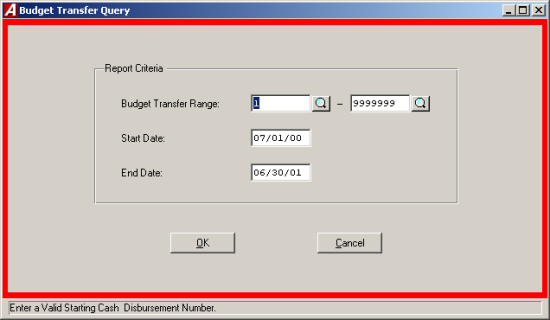 A Budget Transfer Query
Report Criteria
Budget Transfer Range: 1 – 9999999
Start Date: 07/01/00
End Date: 06/30/01
OK Cancel
Enter a Valid Starting Cash  Disbursement Number.